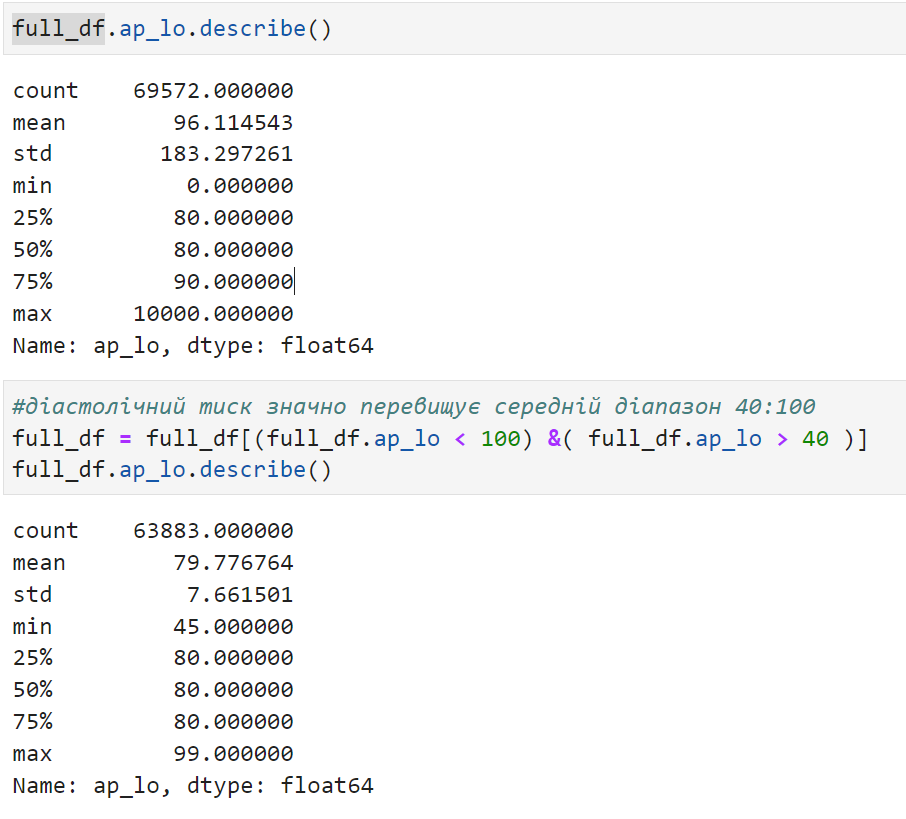 full_df.ap_lo.describe()
count    69572.000000
mean        96.114543
std        183.297261
min          0.000000
25%         80.000000
50%         80.000000
75%         90.000000
max      10000.000000
Name: ap_lo, dtype: float64
#діастолічний тиск значно перевищує середній діапазон 40:100
full_df = full_df[(full_df.ap_lo < 100) &( full_df.ap_lo > 40 )]
full_df.ap_lo.describe()
count    63883.000000
mean        79.776764
std          7.661501
min         45.000000
25%         80.000000
50%         80.000000
75%         80.000000
max         99.000000
Name: ap_lo, dtype: float64